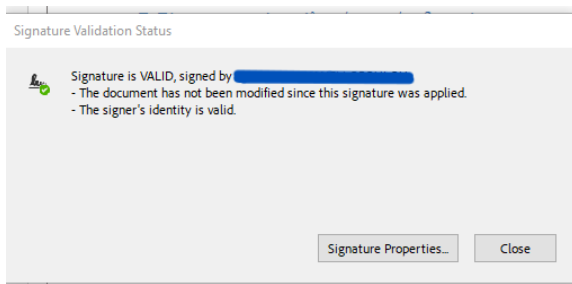 Signature Validation Status
Signature is VALID, signed by
- The document has not been modified since this signature was applied.
- The signer's identity is valid.
Signature Properties...
Close